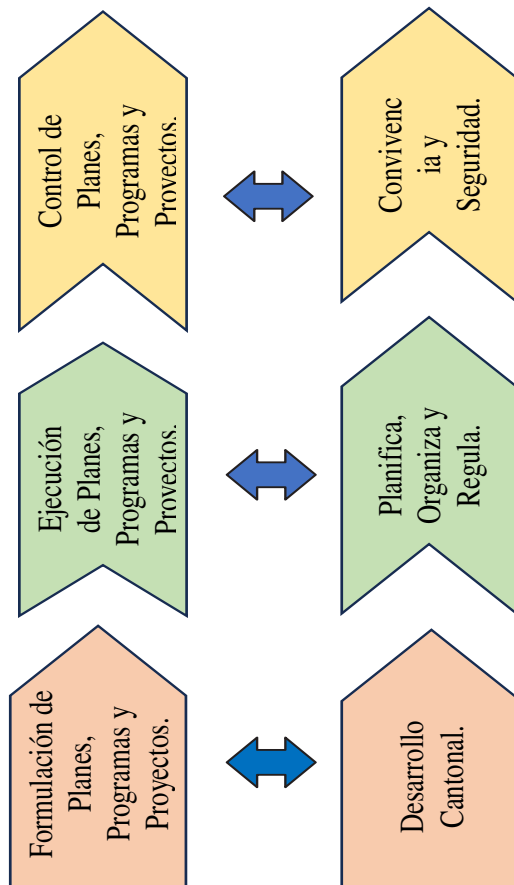 Formulación de
Planes,
Programas y
Proyectos.
Ejecución
de Planes,
Programas y
Proyectos.
Control de
Planes,
Programas y
Proyectos.
Desarrollo
Cantonal.
Planifica,
Organiza y
Regula.
Convivenc
ia y
Seguridad.